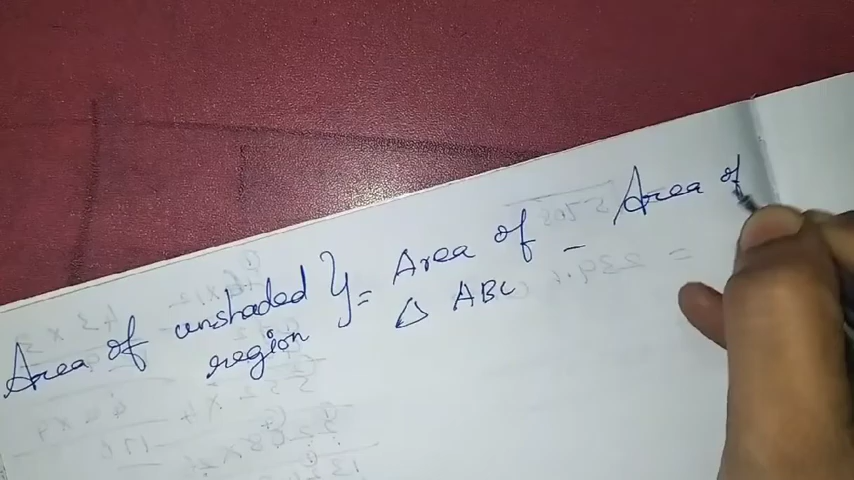 Area of unshaded } = Area of - Area of
region Δ ABC